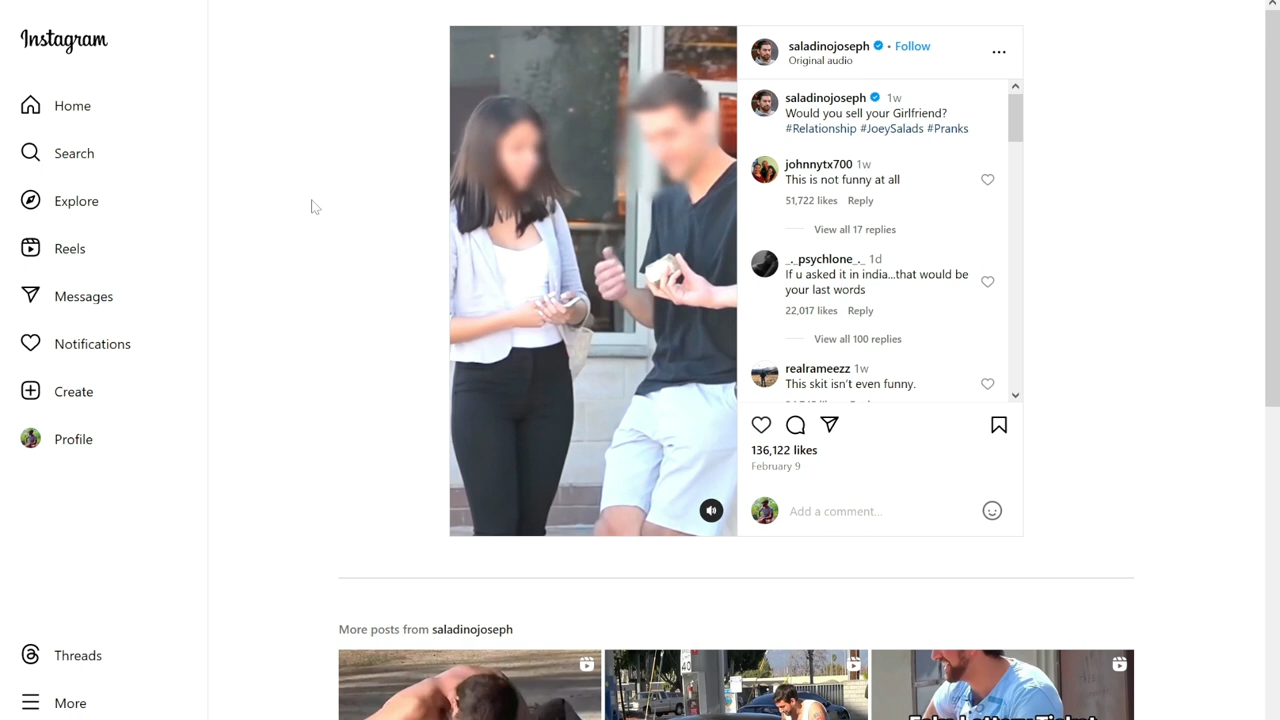 Instagram
Home
Search
Explore
Reels
Messages
Notifications
Create
Profile
Threads
More
saladinojoseph • Follow
Original audio
saladinojoseph 1w
Would you sell your Girlfriend?
#Relationship #JoeySalads #Pranks
johnnytx700 1w
This is not funny at all
51,722 likes Reply
View all 17 replies
_._psychlone_._ 1d
If u asked it in india...that would be
your last words
22,017 likes Reply
View all 100 replies
realrameezz 1w
This skit isn't even funny.
136,122 likes
February 9
Add a comment...
More posts from saladinojoseph
40